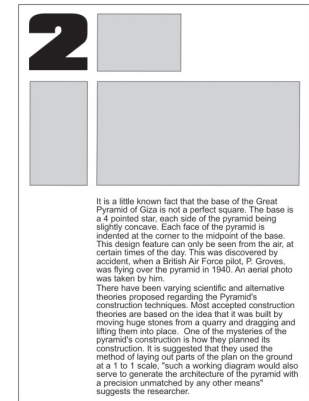 2
It is a little known fact that the base of the Great
Pyramid of Giza is not a perfect square. The base is
a 4 pointed star, each side of the pyramid being
slightly concave. Each face of the pyramid is
indented at the corner to the midpoint of the base.
This design feature can only be seen from the air, at
certain times of the day. This was discovered by
accident, when a British Air Force pilot, P. Groves,
was flying over the pyramid in 1940. An aerial photo
was taken by him.
There have been varying scientific and alternative
theories proposed regarding the Pyramid's
construction techniques. Most accepted construction
theories are based on the idea that it was built by
moving huge stones from a quarry and dragging and
lifting them into place. One of the mysteries of the
pyramid's construction is how they planned its
construction. It is suggested that they used the
method of laying out parts of the plan on the ground
at a 1 to 1 scale, "such a working diagram would also
serve to generate the architecture of the pyramid with
a precision unmatched by any other means"
suggests the researcher.